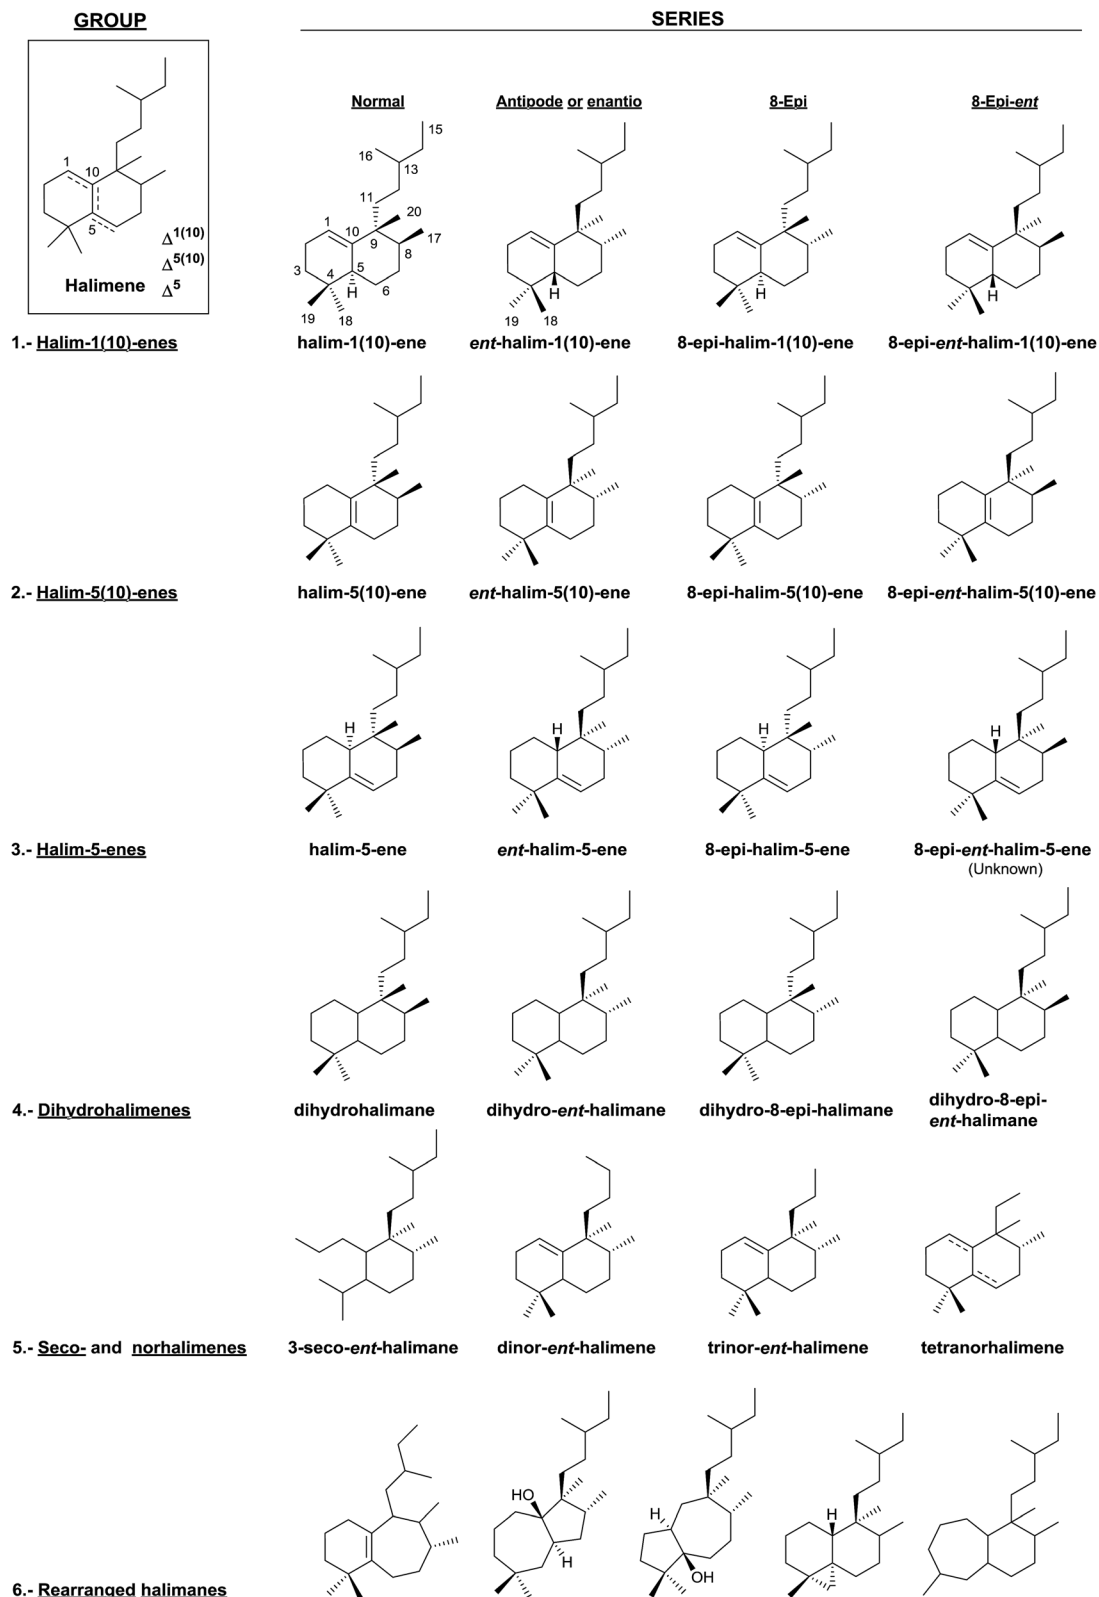 GROUP
SERIES
Normal
Antipode or enantio
8-Epi
8-Epi-ent
1
10
5
Δ1(10)
Δ5(10)
Δ5
Halimene
15
16
13
11
20
1
10
9
17
8
3
4
5
H
6
19
18
H
19
18
H
H
1.- Halim-1(10)-enes
halim-1(10)-ene
ent-halim-1(10)-ene
8-epi-halim-1(10)-ene
8-epi-ent-halim-1(10)-ene
2.- Halim-5(10)-enes
halim-5(10)-ene
ent-halim-5(10)-ene
8-epi-halim-5(10)-ene
8-epi-ent-halim-5(10)-ene
H
H
H
H
3.- Halim-5-enes
halim-5-ene
ent-halim-5-ene
8-epi-halim-5-ene
8-epi-ent-halim-5-ene
(Unknown)
4.- Dihydrohalimenes
dihydrohalimane
dihydro-ent-halimane
dihydro-8-epi-halimane
dihydro-8-epi-
ent-halimane
5.- Seco- and norhalimenes
3-seco-ent-halimane
dinor-ent-halimene
trinor-ent-halimene
tetranorhalimene
HO
H
H
OH
H
6.- Rearranged halimanes